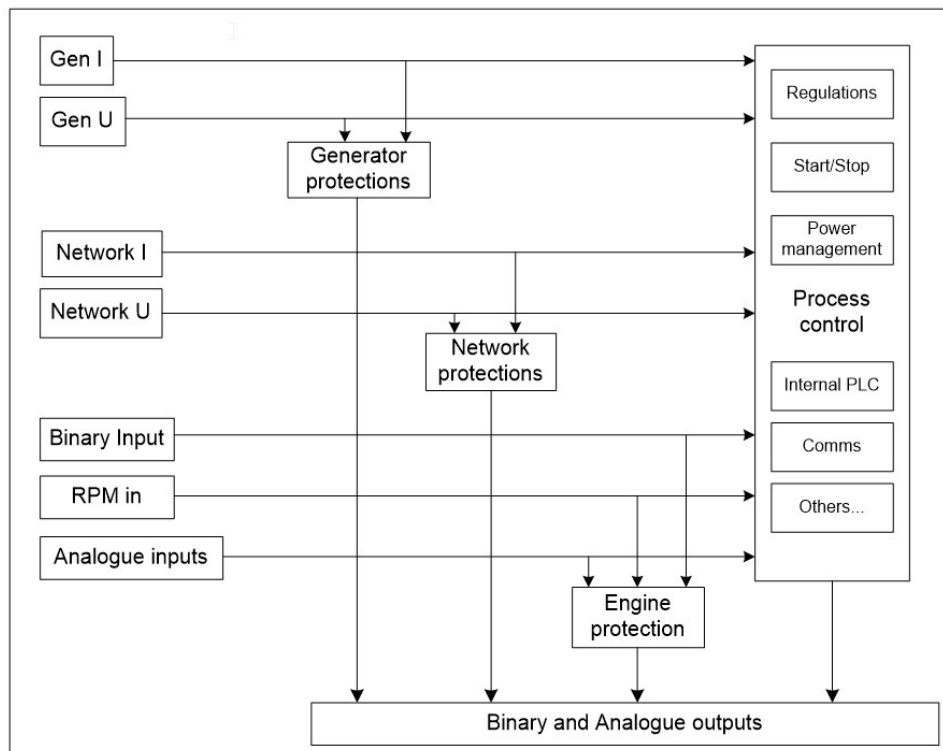 Gen I
Gen U
Generator
protections
Network I
Network U
Network
protections
Binary Input
RPM in
Analogue inputs
Engine
protection
Regulations
Start/Stop
Power
management
Process
control
Internal PLC
Comms
Others...
Binary and Analogue outputs